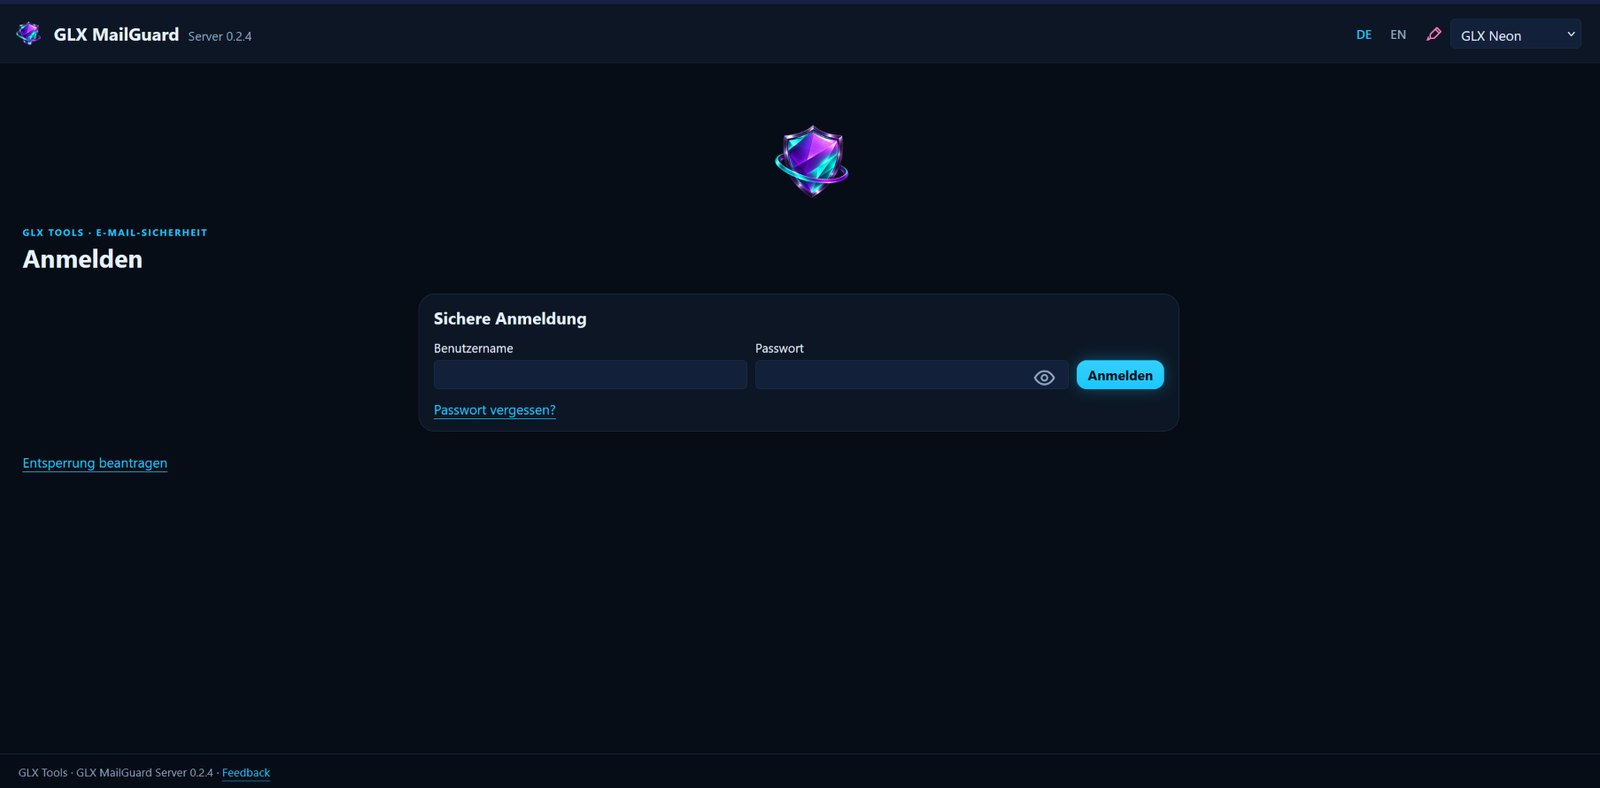 GLX MailGuard Server 0.2.4
DE EN GLX Neon
GLX TOOLS · E-MAIL-SICHERHEIT
Anmelden
Sichere Anmeldung
Benutzername Passwort
Anmelden
Passwort vergessen?
Entsperrung beantragen
GLX Tools · GLX MailGuard Server 0.2.4 · Feedback